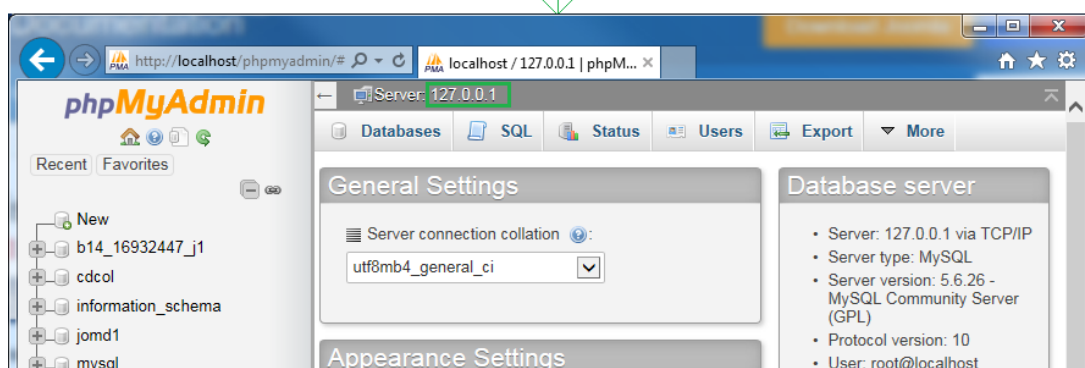 http://localhost/phpmyadmin/#
localhost / 127.0.0.1 | phpM...
phpMyAdmin
Recent Favorites
New
b14_16932447_j1
cdcol
information_schema
jomd1
mysql
Server: 127.0.0.1
Databases SQL Status Users Export More
General Settings
Server connection collation :
utf8mb4_general_ci
Appearance Settings
Database server
Server: 127.0.0.1 via TCP/IP
Server type: MySQL
Server version: 5.6.26 -
MySQL Community Server
(GPL)
Protocol version: 10
User: root@localhost